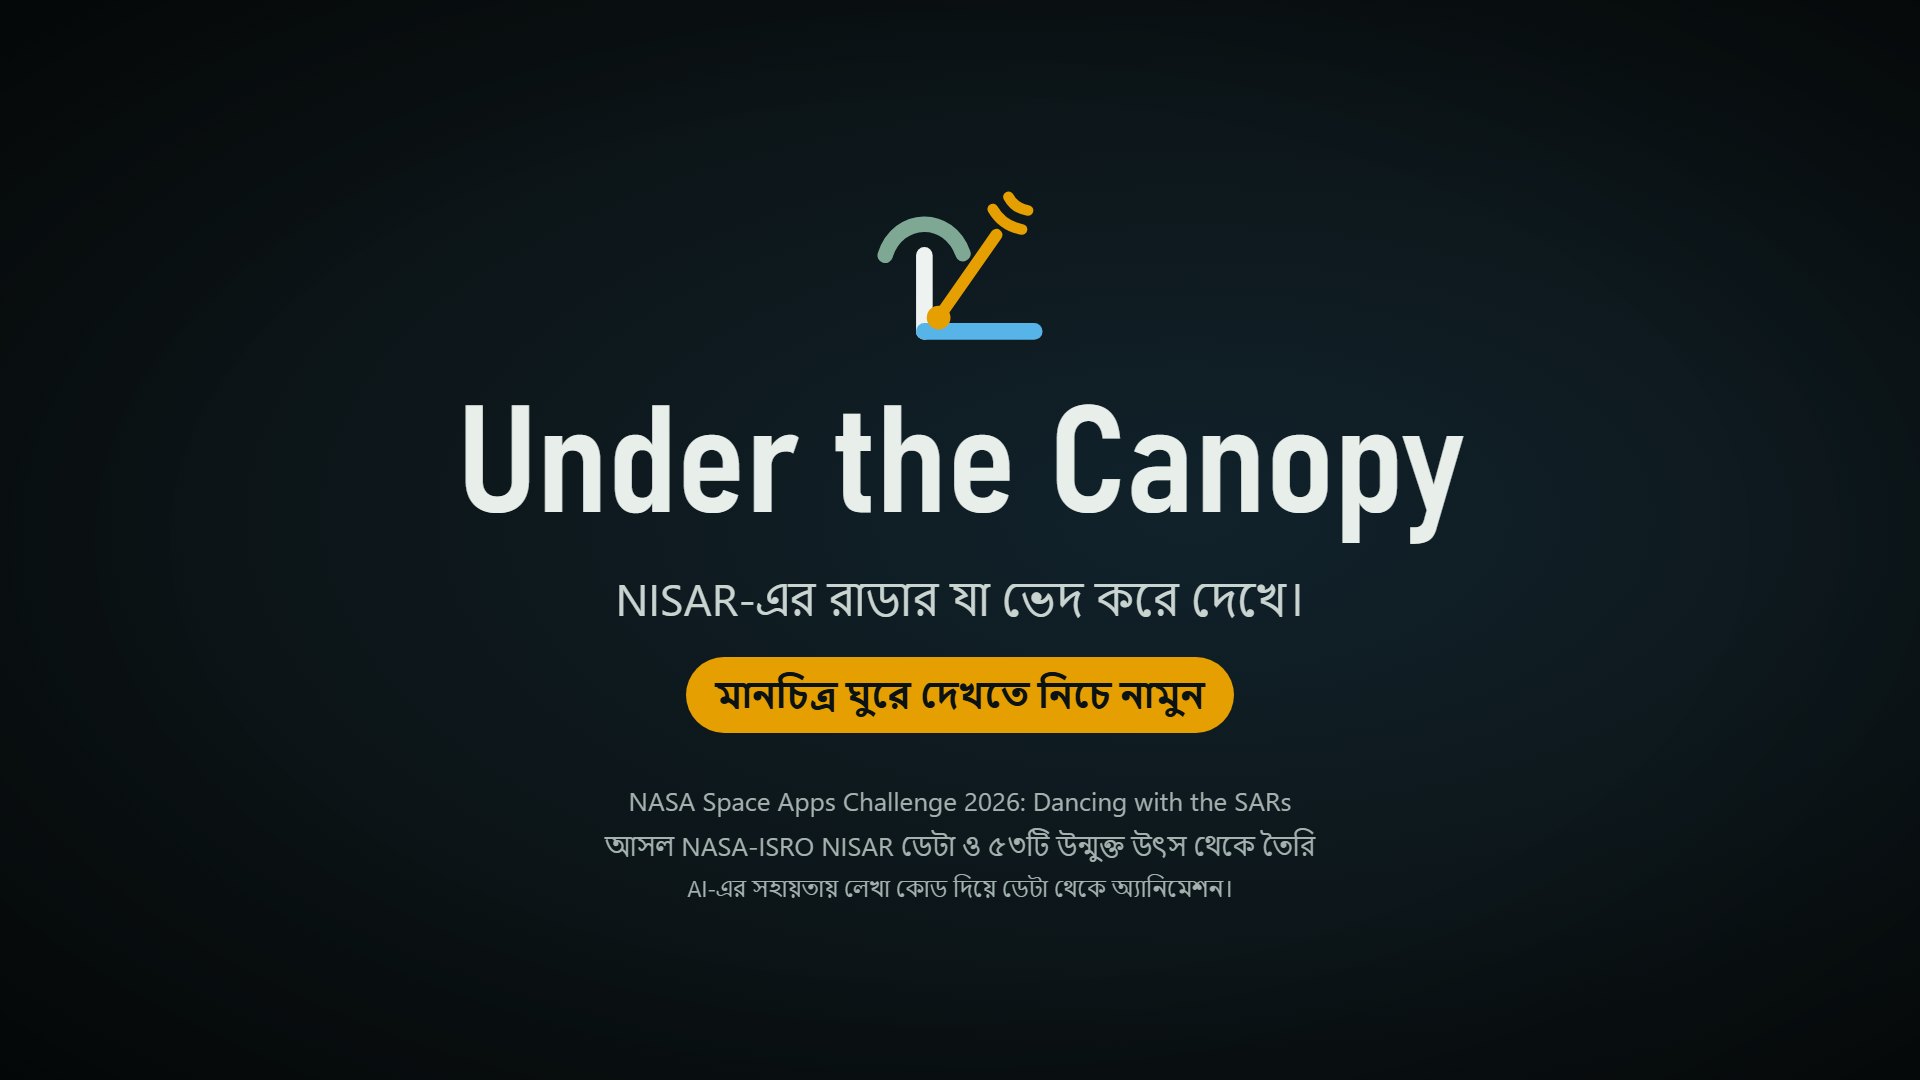 Under the Canopy
NISAR-এর রাডার যা ভেদ করে দেখে।
মানচিত্র ঘুরে দেখতে নিচে নামুন
NASA Space Apps Challenge 2026: Dancing with the SARs
আসল NASA-ISRO NISAR ডেটা ও ৫৩টি উন্মুক্ত উৎস থেকে তৈরি
AI-এর সহায়তায় লেখা কোড দিয়ে ডেটা থেকে অ্যানিমেশন।